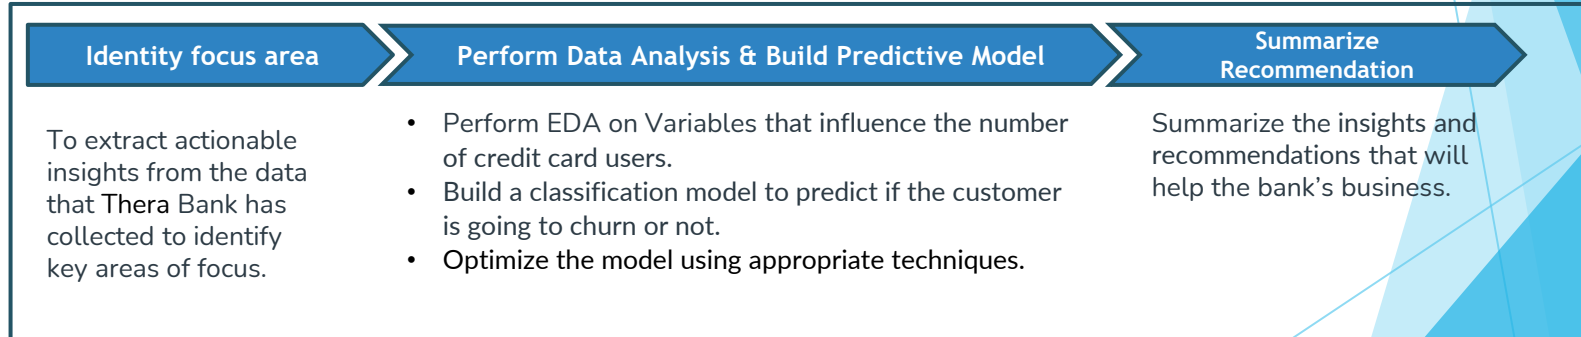 Identity focus area
Perform Data Analysis & Build Predictive Model
Summarize
Recommendation
To extract actionable
insights from the data
that Thera Bank has
collected to identify
key areas of focus.
• Perform EDA on Variables that influence the number
of credit card users.
• Build a classification model to predict if the customer
is going to churn or not.
• Optimize the model using appropriate techniques.
Summarize the insights and
recommendations that will
help the bank’s business.